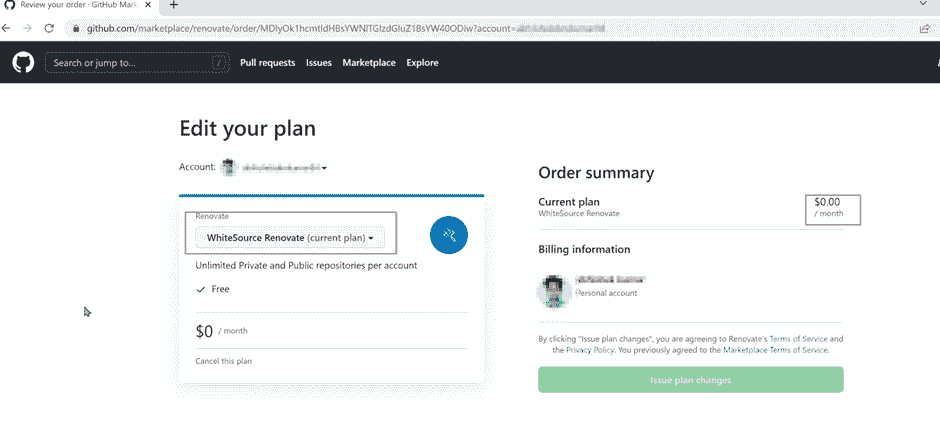 Review your order · GitHub Mark
github.com/marketplace/renovate/order/MDIyOk1hcmtldHBsYWNlTGlzdGluZ1BsYW40ODIw?account=
Search or jump to... /
Pull requests Issues Marketplace Explore
Edit your plan
Account:
Renovate
WhiteSource Renovate (current plan)
Unlimited Private and Public repositories per account
Free
$0 / month
Cancel this plan
Order summary
Current plan $0.00
WhiteSource Renovate / month
Billing information
Personal account
By clicking "Issue plan changes", you are agreeing to Renovate's Terms of Service and
the Privacy Policy. You previously agreed to the Marketplace Terms of Service.
Issue plan changes